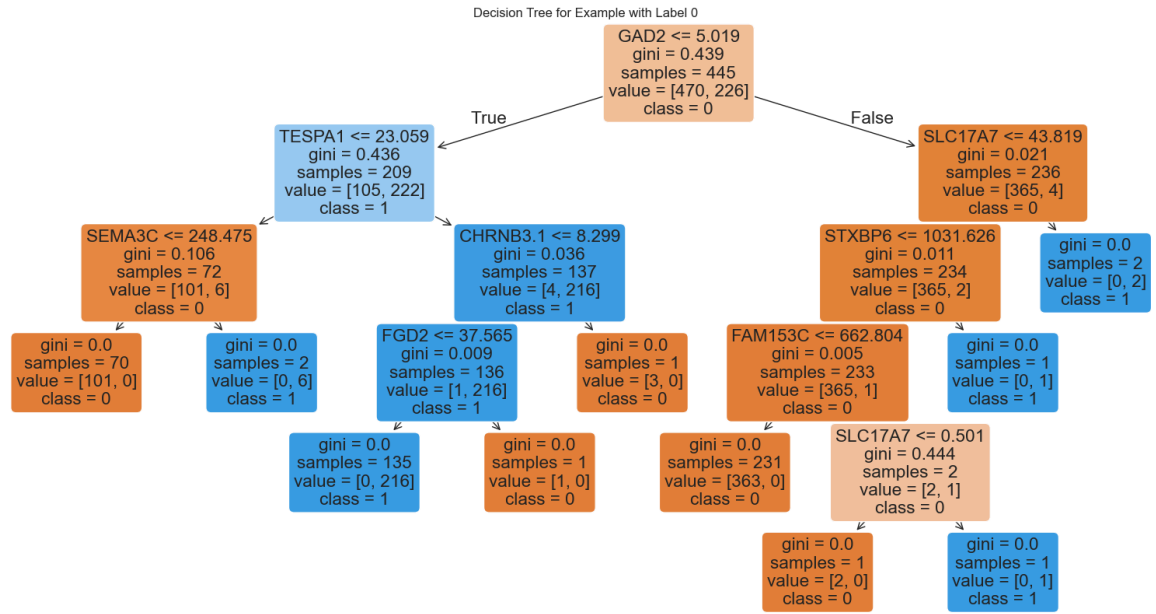 Decision Tree for Example with Label 0
GAD2 <= 5.019
gini = 0.439
samples = 445
value = [470, 226]
class = 0
True
False
TESPA1 <= 23.059
gini = 0.436
samples = 209
value = [105, 222]
class = 1
SLC17A7 <= 43.819
gini = 0.021
samples = 236
value = [365, 4]
class = 0
SEMA3C <= 248.475
gini = 0.106
samples = 72
value = [101, 6]
class = 0
CHRNB3.1 <= 8.299
gini = 0.036
samples = 137
value = [4, 216]
class = 1
STXBP6 <= 1031.626
gini = 0.011
samples = 234
value = [365, 2]
class = 0
gini = 0.0
samples = 2
value = [0, 2]
class = 1
gini = 0.0
samples = 70
value = [101, 0]
class = 0
gini = 0.0
samples = 2
value = [0, 6]
class = 1
FGD2 <= 37.565
gini = 0.009
samples = 136
value = [1, 216]
class = 1
gini = 0.0
samples = 1
value = [3, 0]
class = 0
FAM153C <= 662.804
gini = 0.005
samples = 233
value = [365, 1]
class = 0
gini = 0.0
samples = 1
value = [0, 1]
class = 1
gini = 0.0
samples = 135
value = [0, 216]
class = 1
gini = 0.0
samples = 1
value = [1, 0]
class = 0
gini = 0.0
samples = 231
value = [363, 0]
class = 0
SLC17A7 <= 0.501
gini = 0.444
samples = 2
value = [2, 1]
class = 0
gini = 0.0
samples = 1
value = [2, 0]
class = 0
gini = 0.0
samples = 1
value = [0, 1]
class = 1